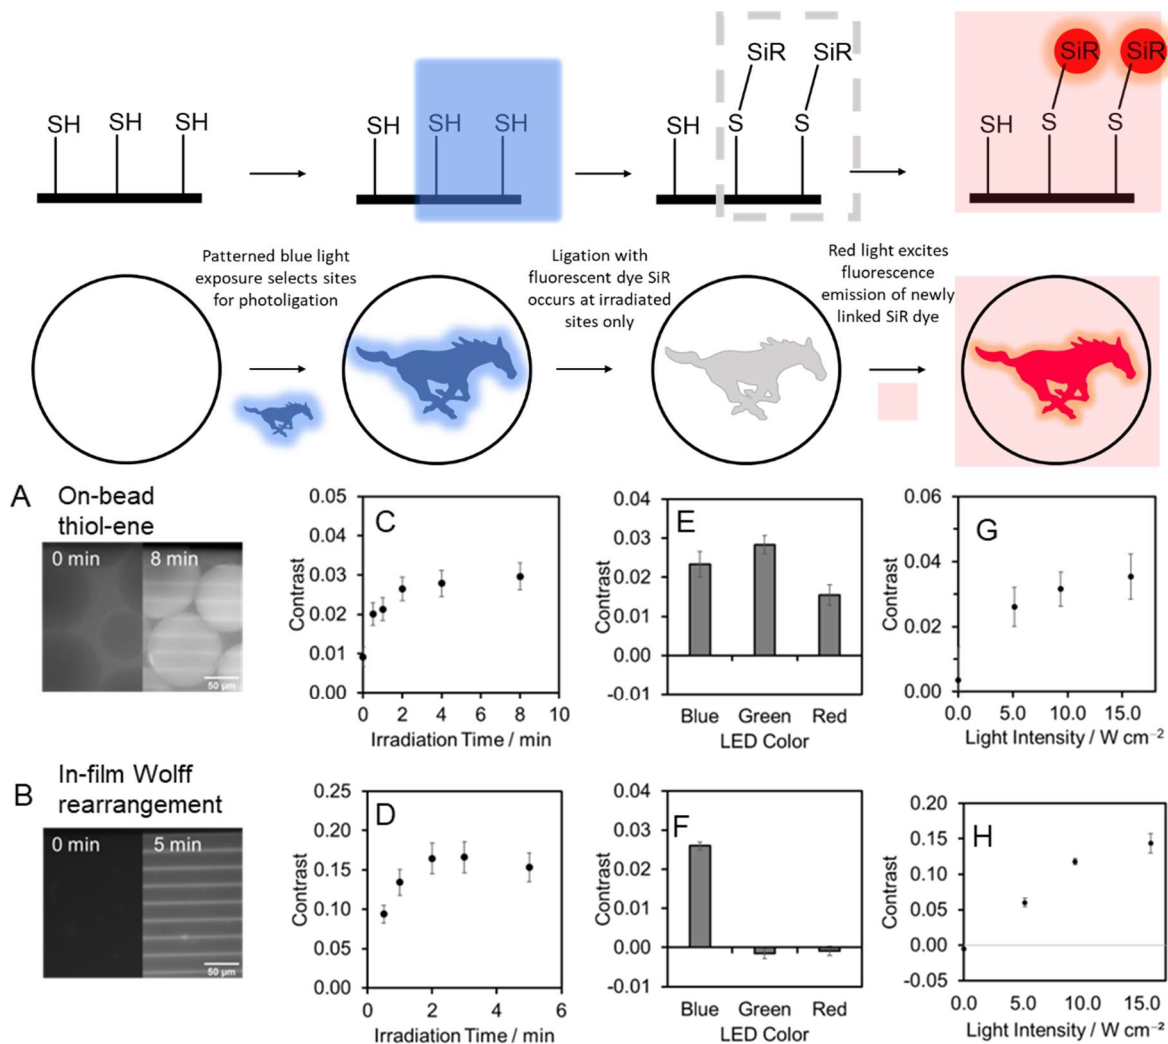 SiR SiR
SiR SiR
SH SH SH
SH SH SH
SH S S
SH S S
Patterned blue light
exposure selects sites
for photoligation
Ligation with
fluorescent dye SiR
occurs at irradiated
sites only
Red light excites
fluorescence
emission of newly
linked SiR dye
A
On-bead
thiol-ene
0 min
8 min
50 µm
C
Contrast
0.05
0.04
0.03
0.02
0.01
0.00
0 2 4 6 8 10
Irradiation Time / min
E
Contrast
0.04
0.03
0.02
0.01
0.00
-0.01
Blue Green Red
LED Color
G
Contrast
0.06
0.04
0.02
0.00
0.0 5.0 10.0 15.0
Light Intensity / W cm⁻²
B
In-film Wolff
rearrangement
0 min
5 min
50 µm
D
Contrast
0.25
0.20
0.15
0.10
0.05
0.00
0 2 4 6
Irradiation Time / min
F
Contrast
0.04
0.03
0.02
0.01
0.00
-0.01
Blue Green Red
LED Color
H
Contrast
0.20
0.15
0.10
0.05
0.00
-0.05
0.0 5.0 10.0 15.0
Light Intensity / W cm⁻²